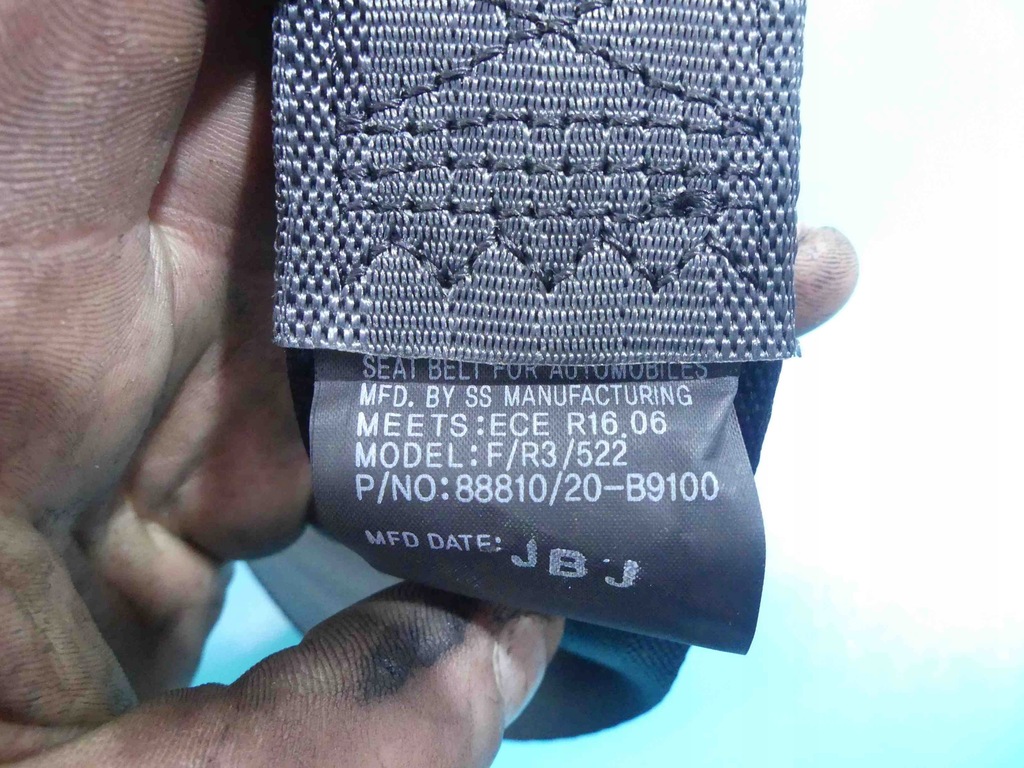 SEAT BELT FOR AUTOMOBILES
MFD. BY SS MANUFACTURING
MEETS:ECE R16.06
MODEL:F/R3/522
P/NO:88810/20-B9100
MFD DATE: JBJ